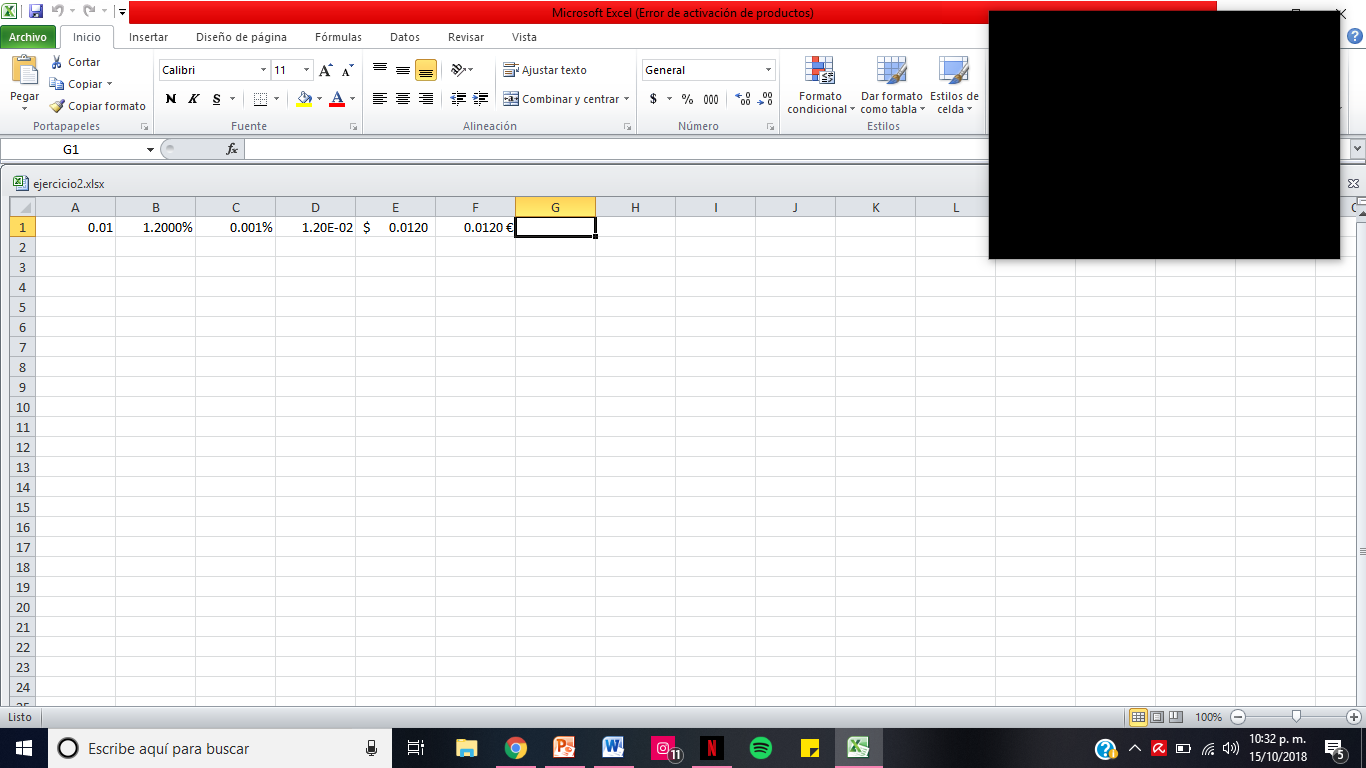 Microsoft Excel (Error de activación de productos)
Archivo Inicio Insertar Diseño de página Fórmulas Datos Revisar Vista
Pegar
Cortar
Copiar
Copiar formato
Portapapeles
Calibri 11
N K S
Fuente
Ajustar texto
Combinar y centrar
Alineación
General
$ % 000
Número
Formato condicional
Dar formato como tabla
Estilos de celda
Estilos
G1 fx
ejercicio2.xlsx
A B C D E F G H I J K L
1 0.01 1.2000% 0.001% 1.20E-02 $ 0.0120 0.0120 €
2
3
4
5
6
7
8
9
10
11
12
13
14
15
16
17
18
19
20
21
22
23
24
Listo 100%
Escribe aquí para buscar
11
10:32 p. m.
15/10/2018
5